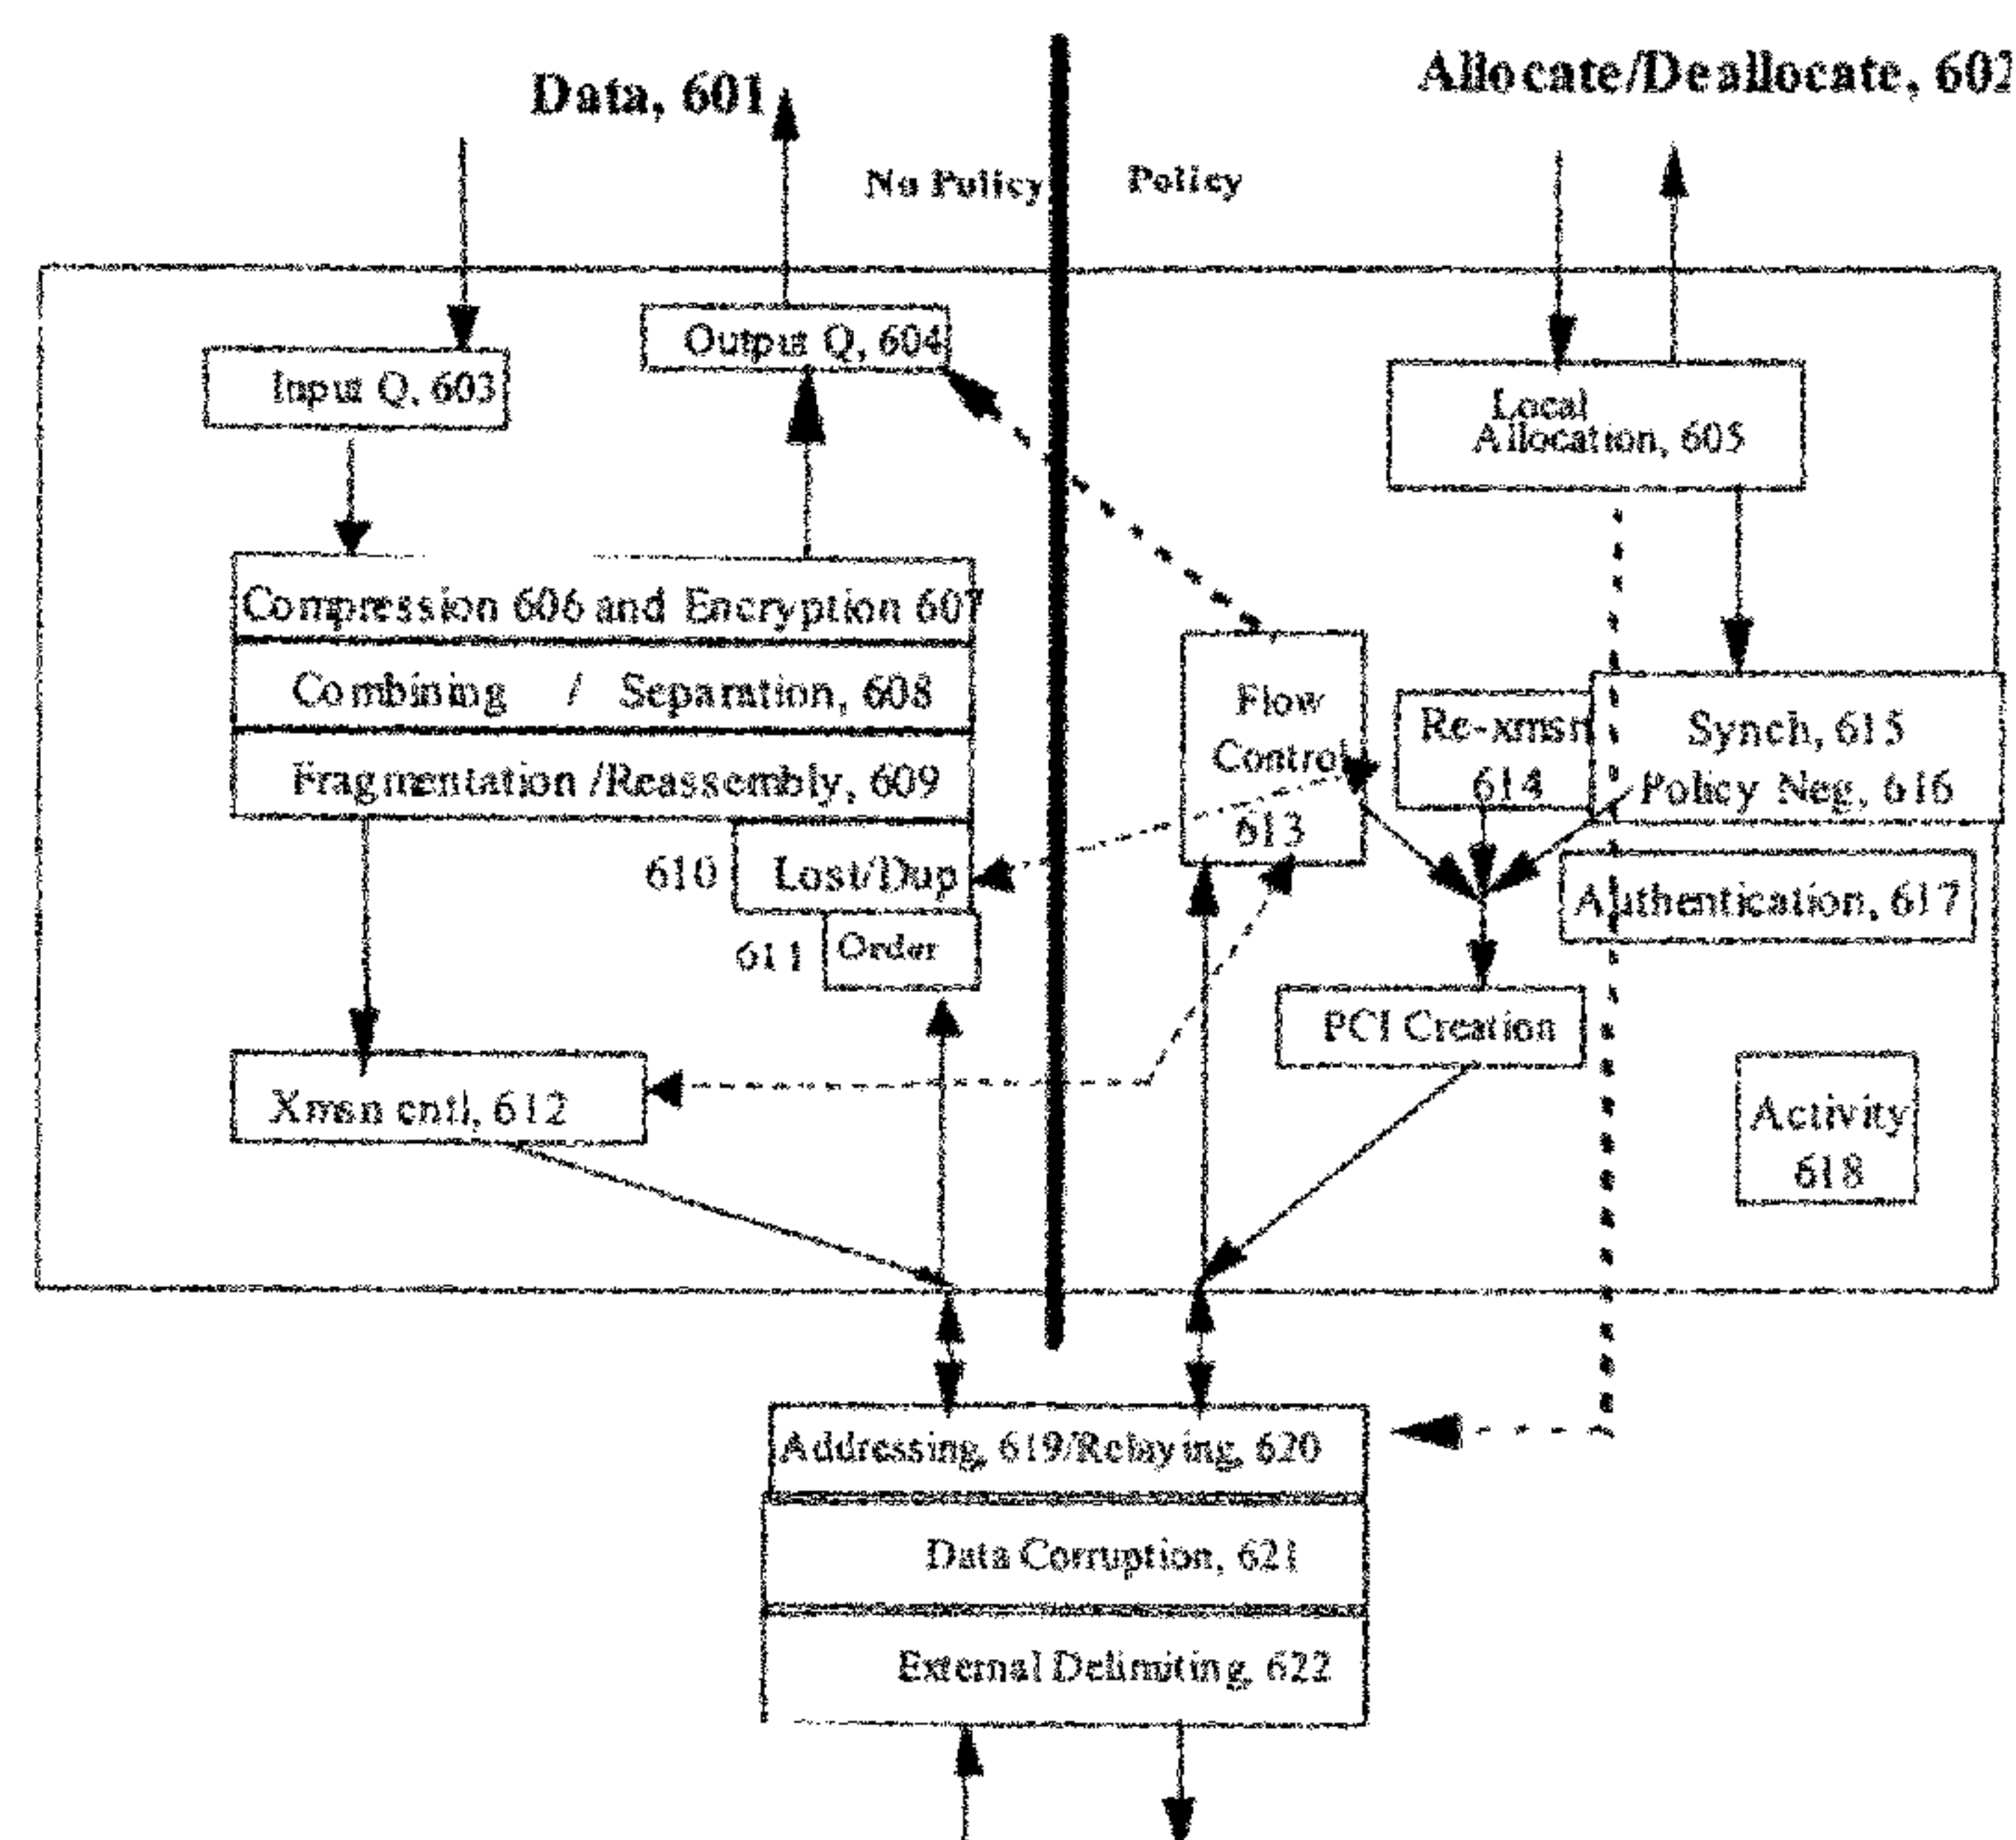 Data, 601
Allocate/Deallocate, 602
No Policy
Policy
Output Q, 604
Input Q, 603
Local
Allocation, 605
Compression 606 and Encryption 607
Combining / Separation, 608
Fragmentation /Reassembly, 609
Flow
Control
613
Re-xmsn
614
Synch, 615
Policy Neg, 616
610
Lost/Dup
Authentication, 617
611
Order
PCI Creation
Xmsn cntl, 612
Activity
618
Addressing, 619/Relaying, 620
Data Corruption, 621
External Delimiting, 622